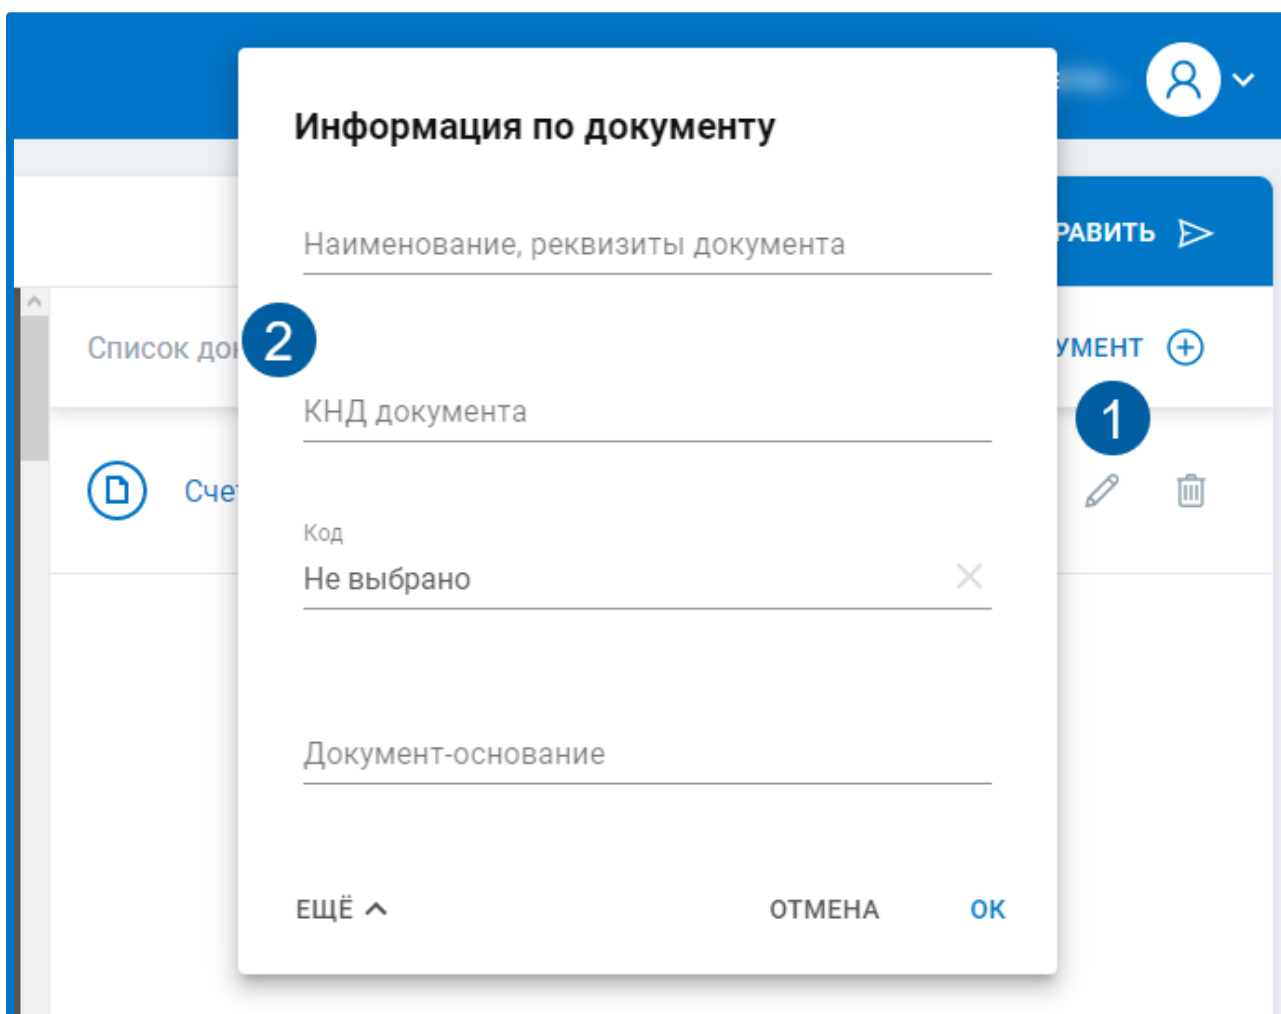 Информация по документу
Наименование, реквизиты документа
РАВИТЬ
Список до
2
УМЕНТ
КНД документа
1
Сче
Код
Не выбрано
Документ-основание
ЕЩЁ
ОТМЕНА
ОК